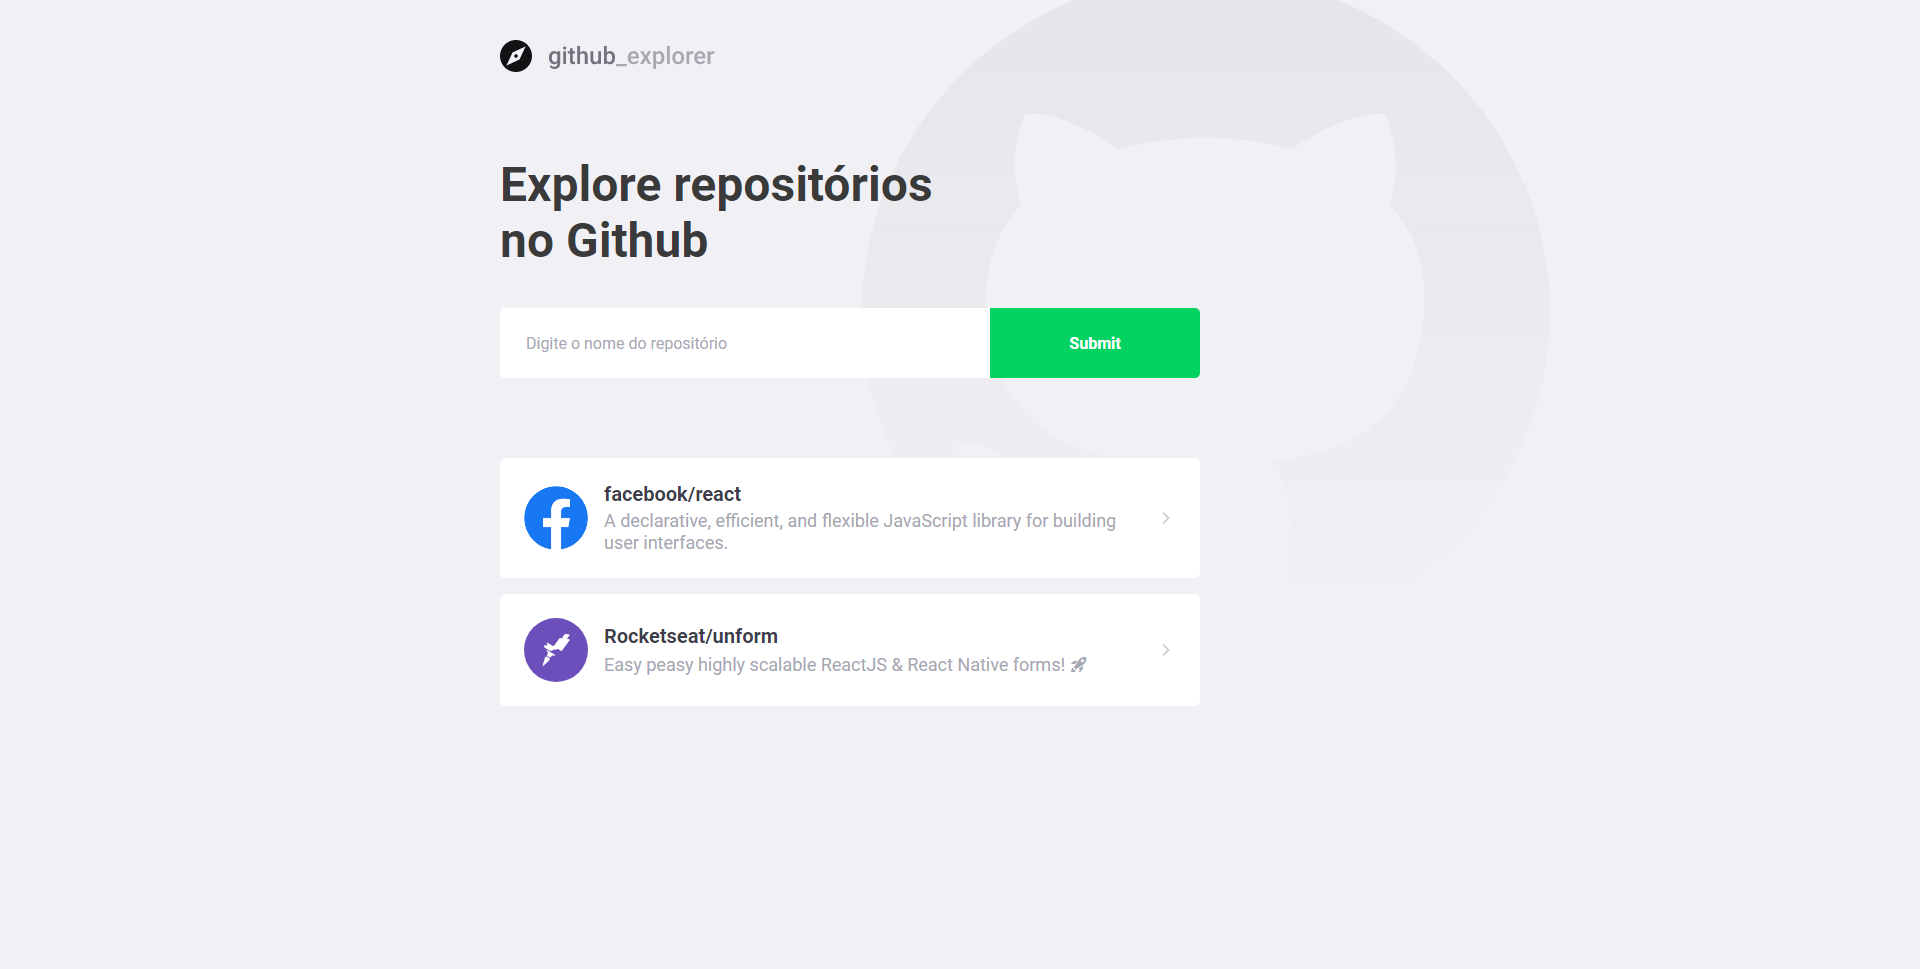 github_explorer
Explore repositórios
no Github
Digite o nome do repositório
Submit
facebook/react
A declarative, efficient, and flexible JavaScript library for building
user interfaces.
Rocketseat/unform
Easy peasy highly scalable ReactJS & React Native forms! 🚀